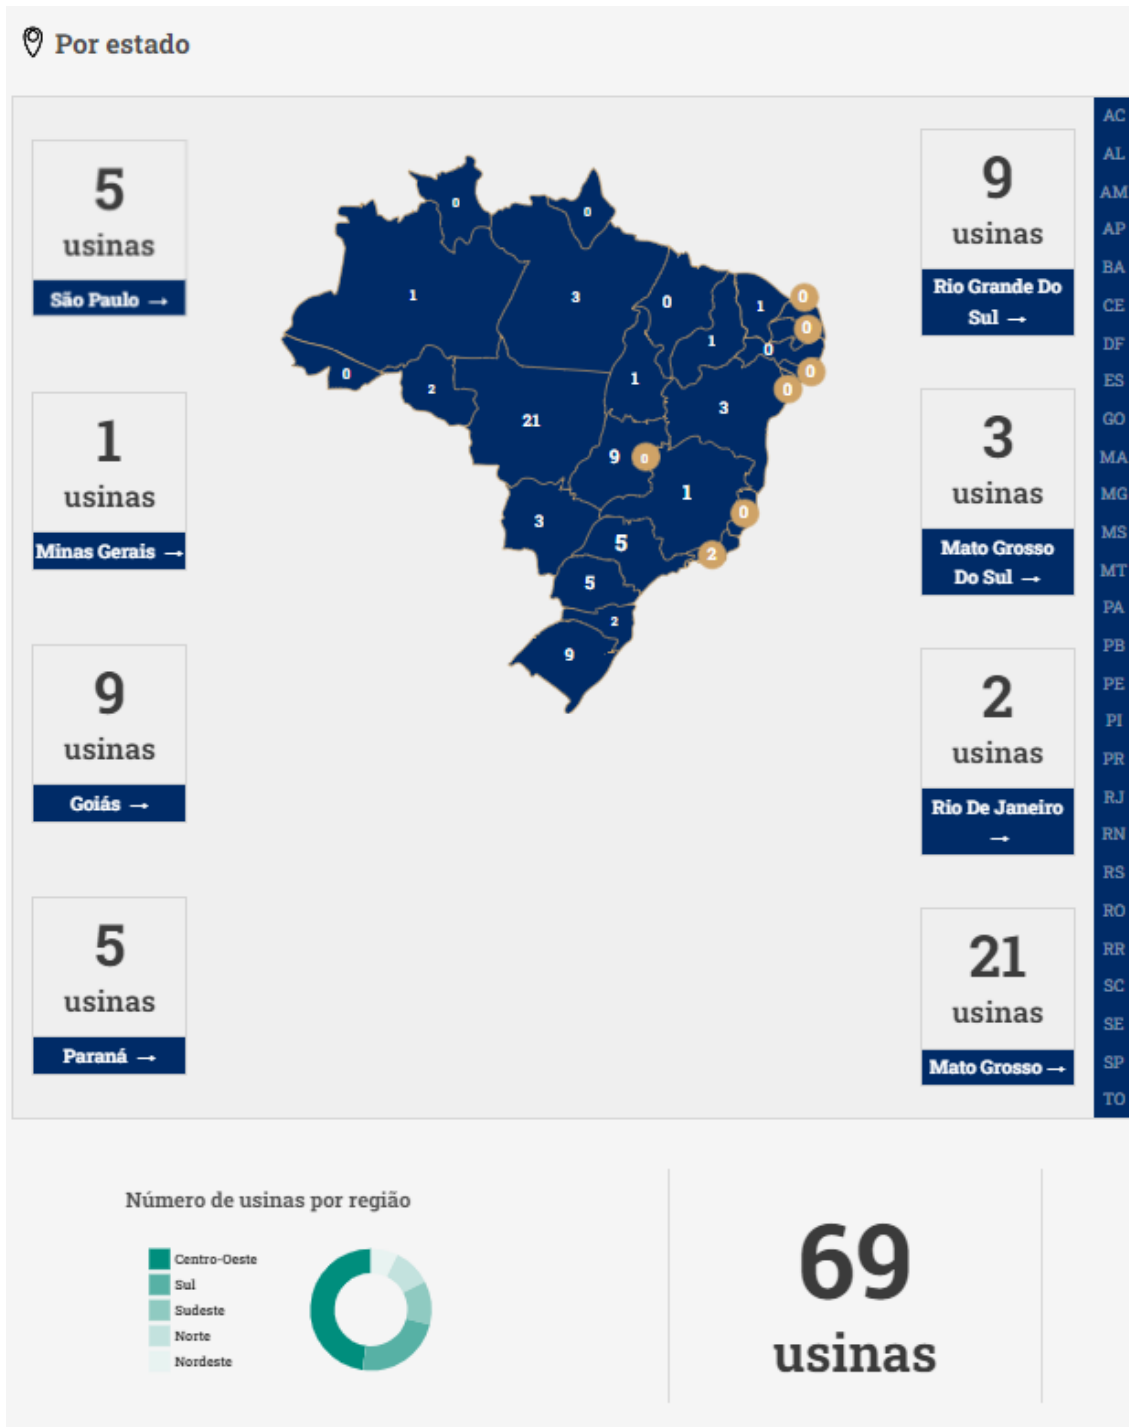 Por estado
5
usinas
São Paulo →
1
usinas
Minas Gerais →
9
usinas
Goiás →
5
usinas
Paraná →
0
0
1
3
0
1
0
0
1
0
0
2
1
0
0
21
3
9
0
1
3
0
5
2
5
2
9
9
usinas
Rio Grande Do
Sul →
3
usinas
Mato Grosso
Do Sul →
2
usinas
Rio De Janeiro
→
21
usinas
Mato Grosso →
AC
AL
AM
AP
BA
CE
DF
ES
GO
MA
MG
MS
MT
PA
PB
PE
PI
PR
RJ
RN
RS
RO
RR
SC
SE
SP
TO
Número de usinas por região
Centro-Oeste
Sul
Sudeste
Norte
Nordeste
69
usinas